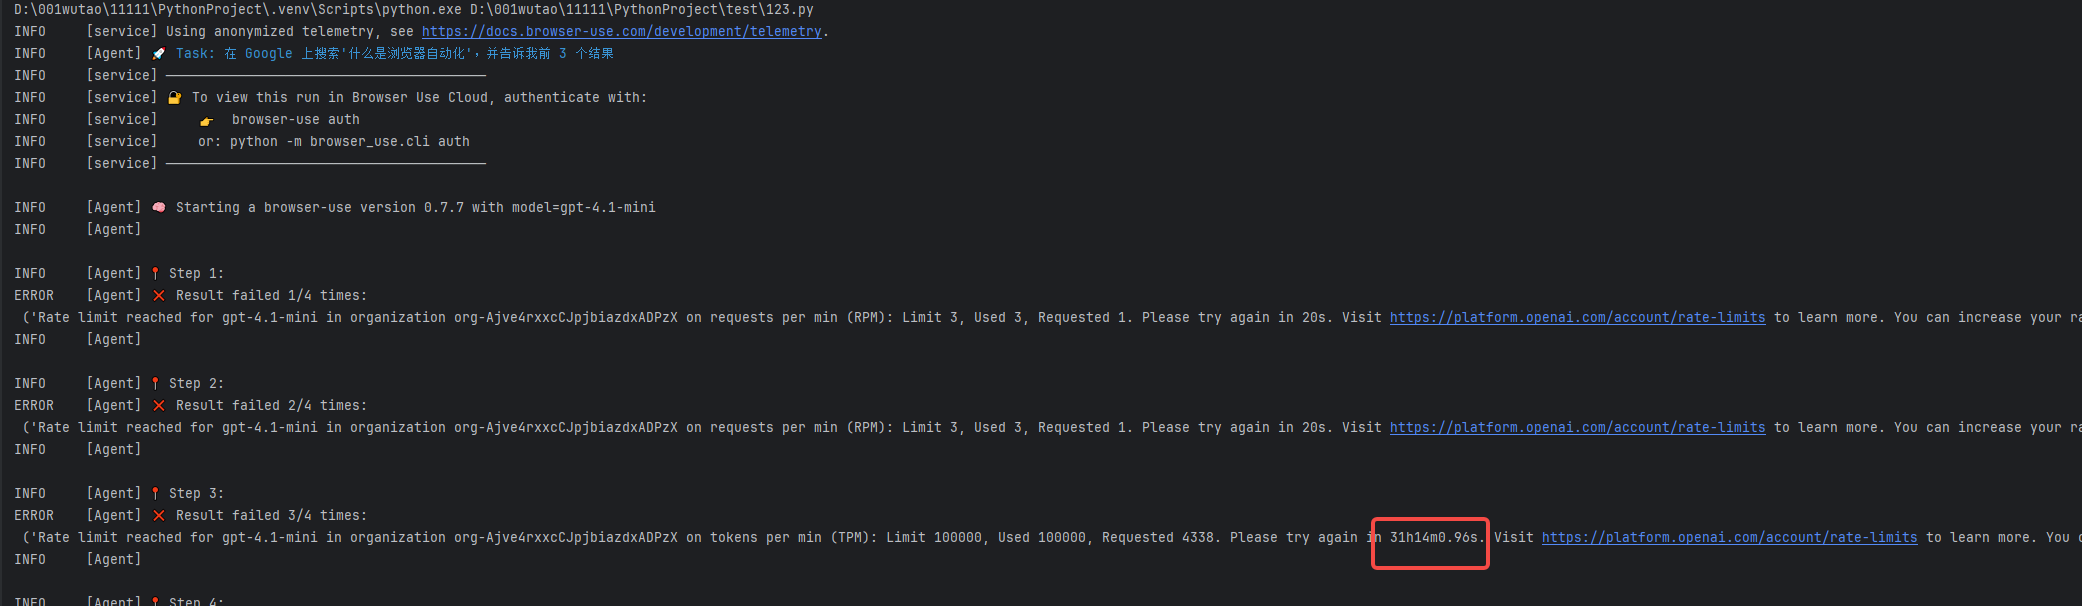 D:\001wutao\11111\PythonProject\.venv\Scripts\python.exe D:\001wutao\11111\PythonProject\test\123.py
INFO [service] Using anonymized telemetry, see https://docs.browser-use.com/development/telemetry.
INFO [Agent] 🚀 Task: 在 Google 上搜索'什么是浏览器自动化'，并告诉我前 3 个结果
INFO [service] ────────────────────────────────────────
INFO [service] 🔐 To view this run in Browser Use Cloud, authenticate with:
INFO [service] 👉 browser-use auth
INFO [service] or: python -m browser_use.cli auth
INFO [service] ────────────────────────────────────────
INFO [Agent] 🧠 Starting a browser-use version 0.7.7 with model=gpt-4.1-mini
INFO [Agent]
INFO [Agent] 📍 Step 1:
ERROR [Agent] ❌ Result failed 1/4 times:
('Rate limit reached for gpt-4.1-mini in organization org-Ajve4rxxcCJpjbiazdxADPzX on requests per min (RPM): Limit 3, Used 3, Requested 1. Please try again in 20s. Visit https://platform.openai.com/account/rate-limits to learn more. You can increase your ra
INFO [Agent]
INFO [Agent] 📍 Step 2:
ERROR [Agent] ❌ Result failed 2/4 times:
('Rate limit reached for gpt-4.1-mini in organization org-Ajve4rxxcCJpjbiazdxADPzX on requests per min (RPM): Limit 3, Used 3, Requested 1. Please try again in 20s. Visit https://platform.openai.com/account/rate-limits to learn more. You can increase your ra
INFO [Agent]
INFO [Agent] 📍 Step 3:
ERROR [Agent] ❌ Result failed 3/4 times:
('Rate limit reached for gpt-4.1-mini in organization org-Ajve4rxxcCJpjbiazdxADPzX on tokens per min (TPM): Limit 100000, Used 100000, Requested 4338. Please try again in 31h14m0.96s. Visit https://platform.openai.com/account/rate-limits to learn more. You
INFO [Agent]
INFO [Agent] 📍 Step 4: